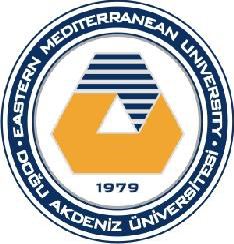 · EASTERN MEDITERRANEAN UNIVERSITY ·
DOĞU AKDENİZ ÜNİVERSİTESİ
1979